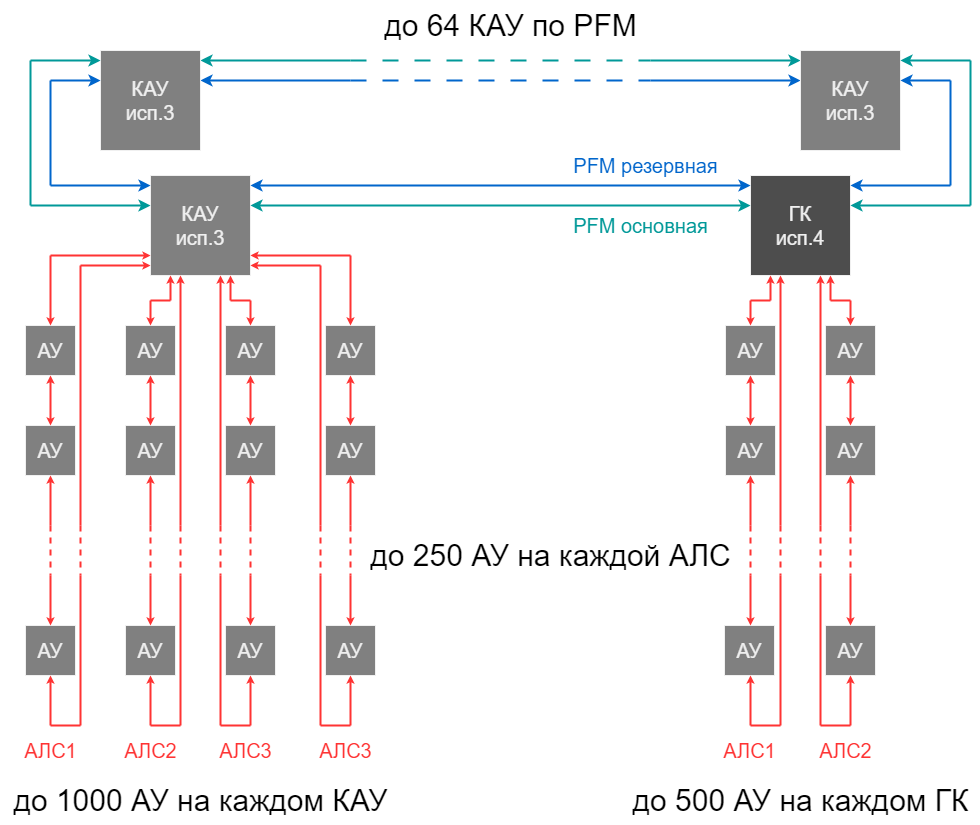 до 64 КАУ по PFM
КАУ
исп.3
КАУ
исп.3
PFM резервная
КАУ
исп.3
ГК
исп.4
PFM основная
АУ
АУ
АУ
АУ
АУ
АУ
АУ
АУ
АУ
АУ
АУ
АУ
до 250 АУ на каждой АЛС
АУ
АУ
АУ
АУ
АУ
АУ
АЛС1
АЛС2
АЛС3
АЛС3
АЛС1
АЛС2
до 1000 АУ на каждом КАУ
до 500 АУ на каждом ГК